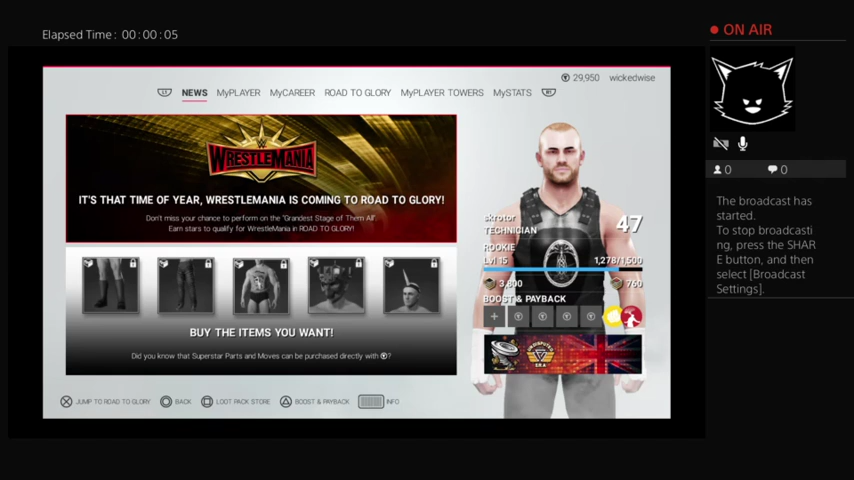 Elapsed Time: 00:00:05
ON AIR
29,950 wickedwise
L1 NEWS MyPLAYER MyCAREER ROAD TO GLORY MyPLAYER TOWERS MySTATS R1
WRESTLEMANIA
IT'S THAT TIME OF YEAR, WRESTLEMANIA IS COMING TO ROAD TO GLORY!
Don't miss your chance to perform on the "Grandest Stage of Them All".
Earn stars to qualify for WrestleMania in ROAD TO GLORY!
BUY THE ITEMS YOU WANT!
Did you know that Superstar Parts and Moves can be purchased directly with ?
skrotor
TECHNICIAN
47
ROOKIE
Lvl 15 1,278/1,500
3,800 760
BOOST & PAYBACK
UNDISPUTED
ERA
JUMP TO ROAD TO GLORY BACK LOOT PACK STORE BOOST & PAYBACK INFO
0 0
The broadcast has
started.
To stop broadcasti
ng, press the SHAR
E button, and then
select [Broadcast
Settings].